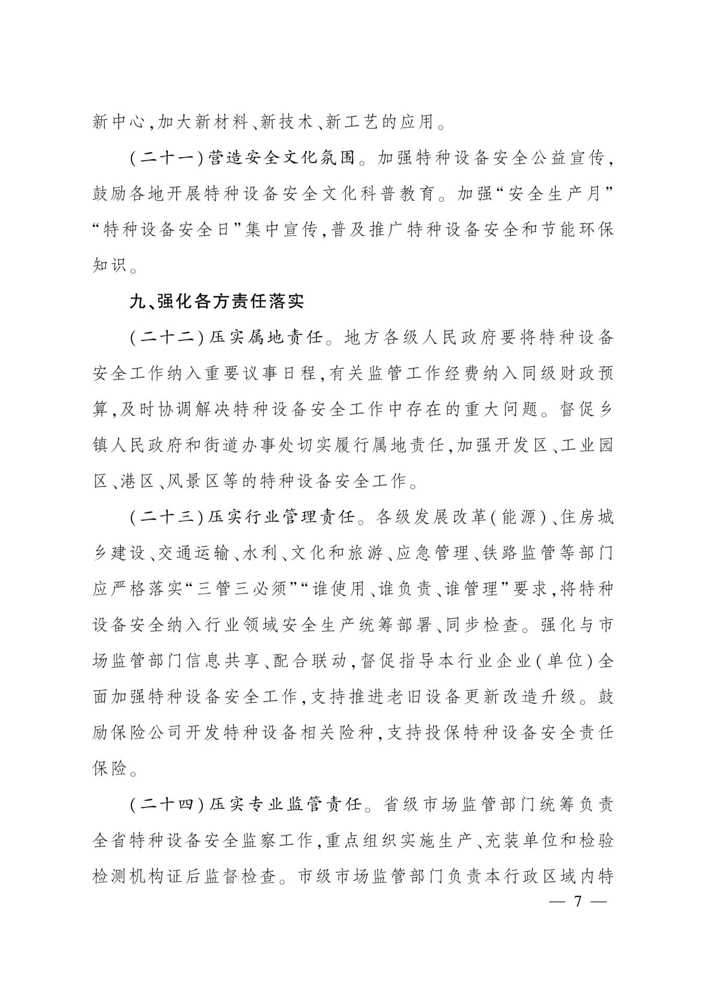 新中心,加大新材料、新技术、新工艺的应用。
(二十一)营造安全文化氛围。加强特种设备安全公益宣传,
鼓励各地开展特种设备安全文化科普教育。加强“安全生产月”
“特种设备安全日”集中宣传,普及推广特种设备安全和节能环保
知识。
九、强化各方责任落实
(二十二)压实属地责任。地方各级人民政府要将特种设备
安全工作纳入重要议事日程,有关监管工作经费纳入同级财政预
算,及时协调解决特种设备安全工作中存在的重大问题。督促乡
镇人民政府和街道办事处切实履行属地责任,加强开发区、工业园
区、港区、风景区等的特种设备安全工作。
(二十三)压实行业管理责任。各级发展改革(能源)、住房城
乡建设、交通运输、水利、文化和旅游、应急管理、铁路监管等部门
应严格落实“三管三必须”“谁使用、谁负责、谁管理”要求,将特种
设备安全纳入行业领域安全生产统筹部署、同步检查。强化与市
场监管部门信息共享、配合联动,督促指导本行业企业(单位)全
面加强特种设备安全工作,支持推进老旧设备更新改造升级。鼓
励保险公司开发特种设备相关险种,支持投保特种设备安全责任
保险。
(二十四)压实专业监管责任。省级市场监管部门统筹负责
全省特种设备安全监察工作,重点组织实施生产、充装单位和检验
检测机构证后监督检查。市级市场监管部门负责本行政区域内特
— 7 —